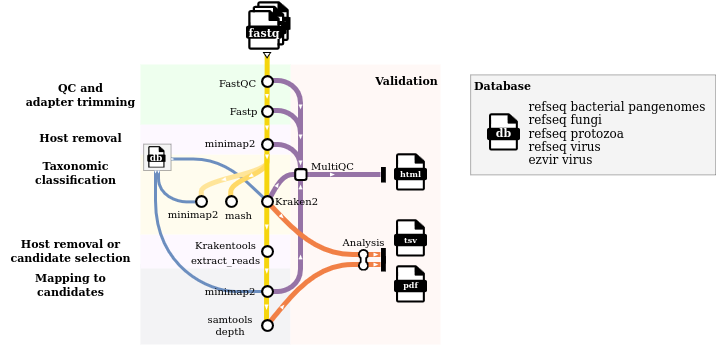 fastq
QC and
adapter trimming
FastQC
Fastp
Validation
Host removal
minimap2
Taxonomic
classification
db
MultiQC
html
minimap2
mash
Kraken2
Host removal or
candidate selection
Krakentools
extract_reads
Analysis
tsv
pdf
Mapping to
candidates
minimap2
samtools
depth
Database
db
refseq bacterial pangenomes
refseq fungi
refseq protozoa
refseq virus
ezvir virus